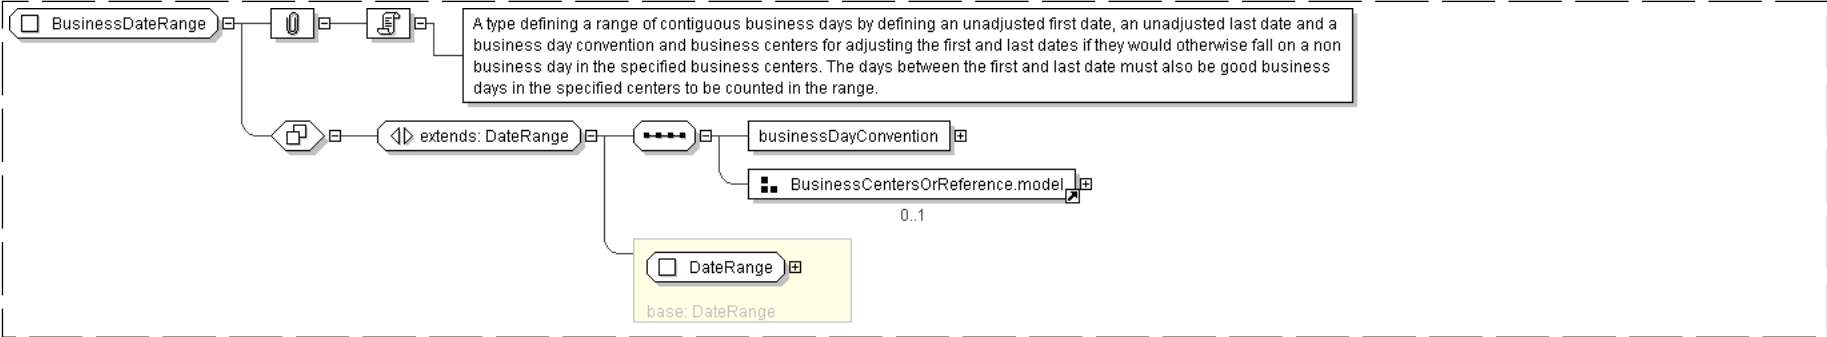 BusinessDateRange
A type defining a range of contiguous business days by defining an unadjusted first date, an unadjusted last date and a
business day convention and business centers for adjusting the first and last dates if they would otherwise fall on a non
business day in the specified business centers. The days between the first and last date must also be good business
days in the specified centers to be counted in the range.
extends: DateRange
businessDayConvention
BusinessCentersOrReference.model
0..1
DateRange
base: DateRange